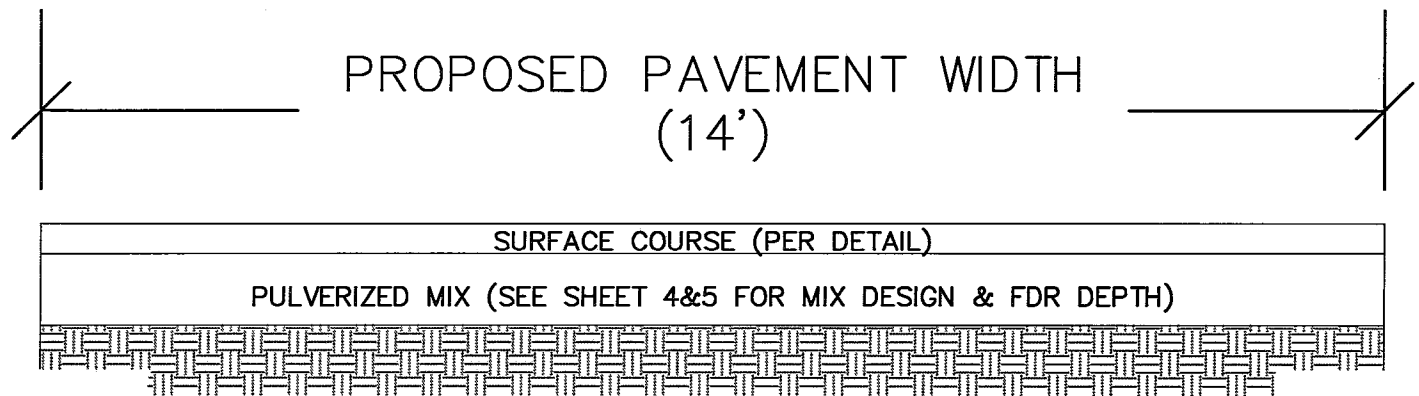 PROPOSED PAVEMENT WIDTH
(14')
SURFACE COURSE (PER DETAIL)
PULVERIZED MIX (SEE SHEET 4&5 FOR MIX DESIGN & FDR DEPTH)